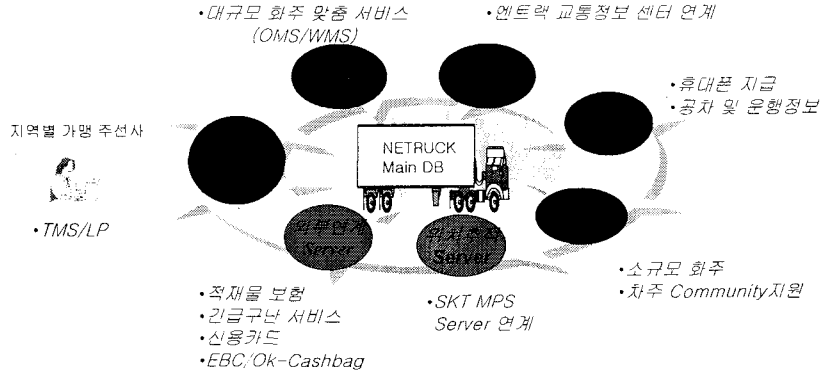 •대규모 화주 맞춤 서비스
(OMS/WMS)
•엔트랙 교통정보 센터 연계
•휴대폰 지급
•공차 및 운행정보
지역별 가맹 주선사
NETRUCK
Main DB
•TMS/LP
외부연계
Server
위치추적
Server
•소규모 화주
•차주 Community지원
•적재물 보험
•긴급구난 서비스
•신용카드
•EBC/Ok-Cashbag
•SKT MPS
Server 연계